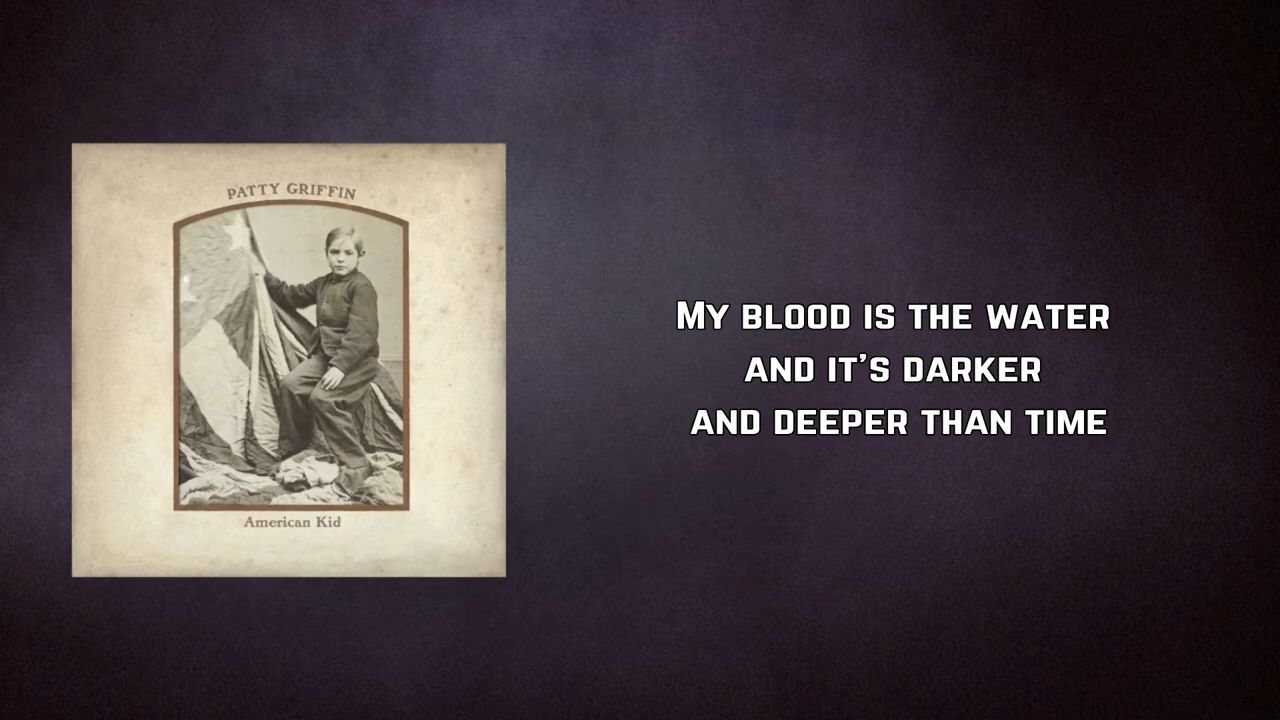 PATTY GRIFFIN
American Kid
My blood is the water
and it's darker
and deeper than time